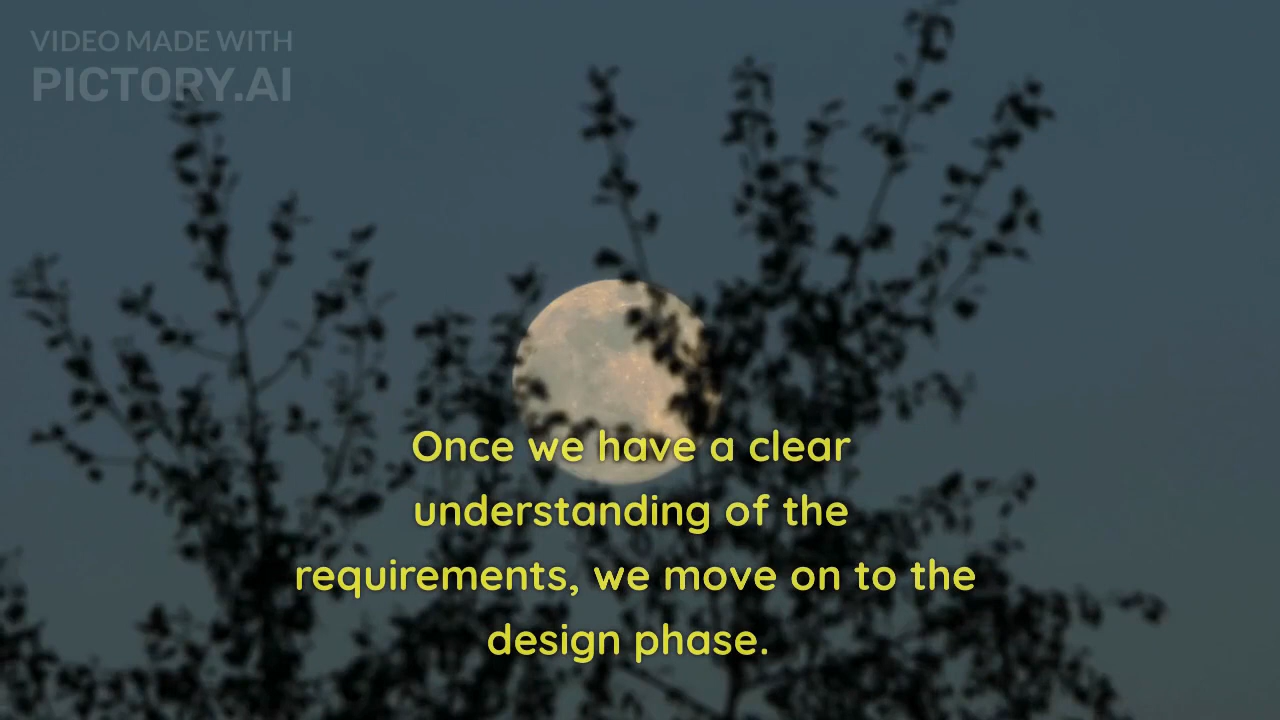 VIDEO MADE WITH
PICTORY.AI
Once we have a clear
understanding of the
requirements, we move on to the
design phase.